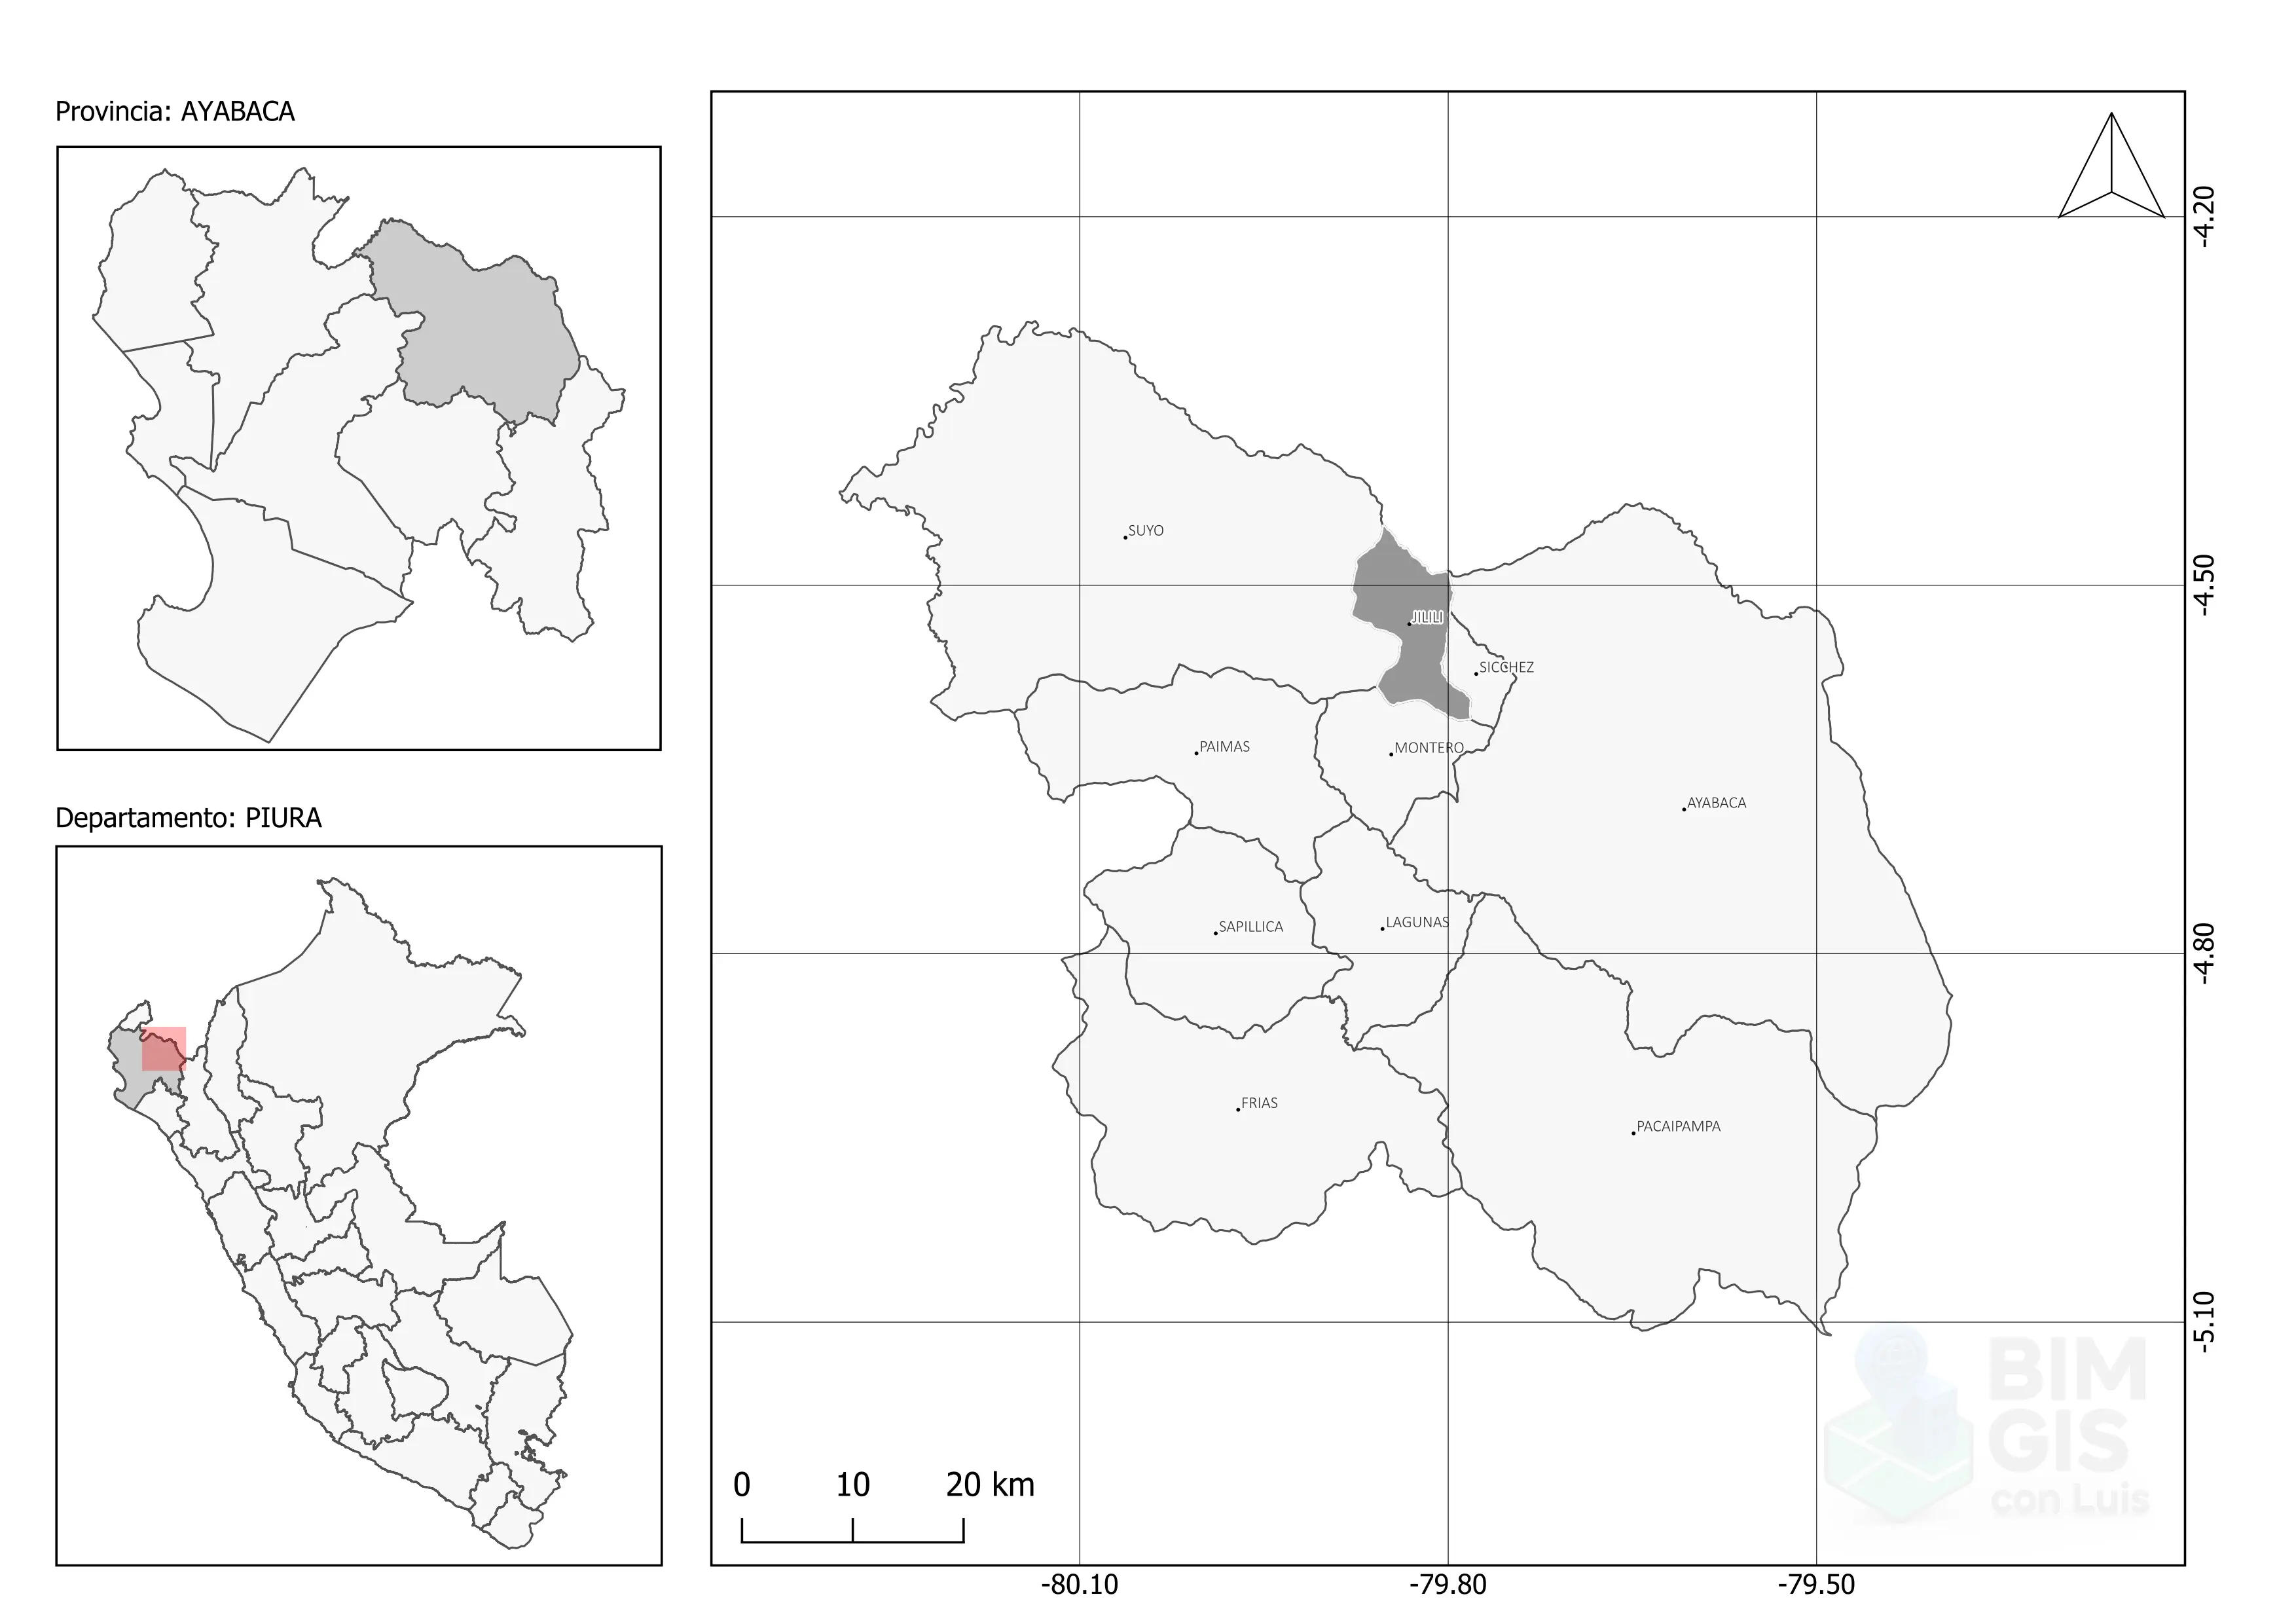 Provincia: AYABACA
Departamento: PIURA
SUYO
JILILI
SICCHEZ
PAIMAS
MONTERO
AYABACA
SAPILLICA
LAGUNAS
FRIAS
PACAIPAMPA
-4.20
-4.50
-4.80
-5.10
0 10 20 km
-80.10 -79.80 -79.50
BIM
GIS
con Luis